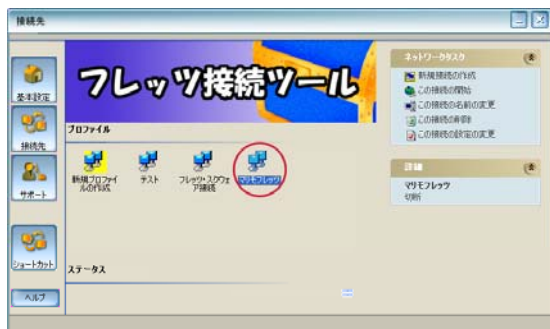 接続先
基本設定
接続先
サポート
ショートカット
ヘルプ
フレッツ接続ツール
プロファイル
新規プロファイ
ルの作成
テスト
フレッツ・スクウェ
ア接続
マリモフレッツ
ステータス
ネットワークタスク
新規接続の作成
この接続の開始
この接続の名前の変更
この接続の削除
この接続の設定の変更
詳細
マリモフレッツ
切断